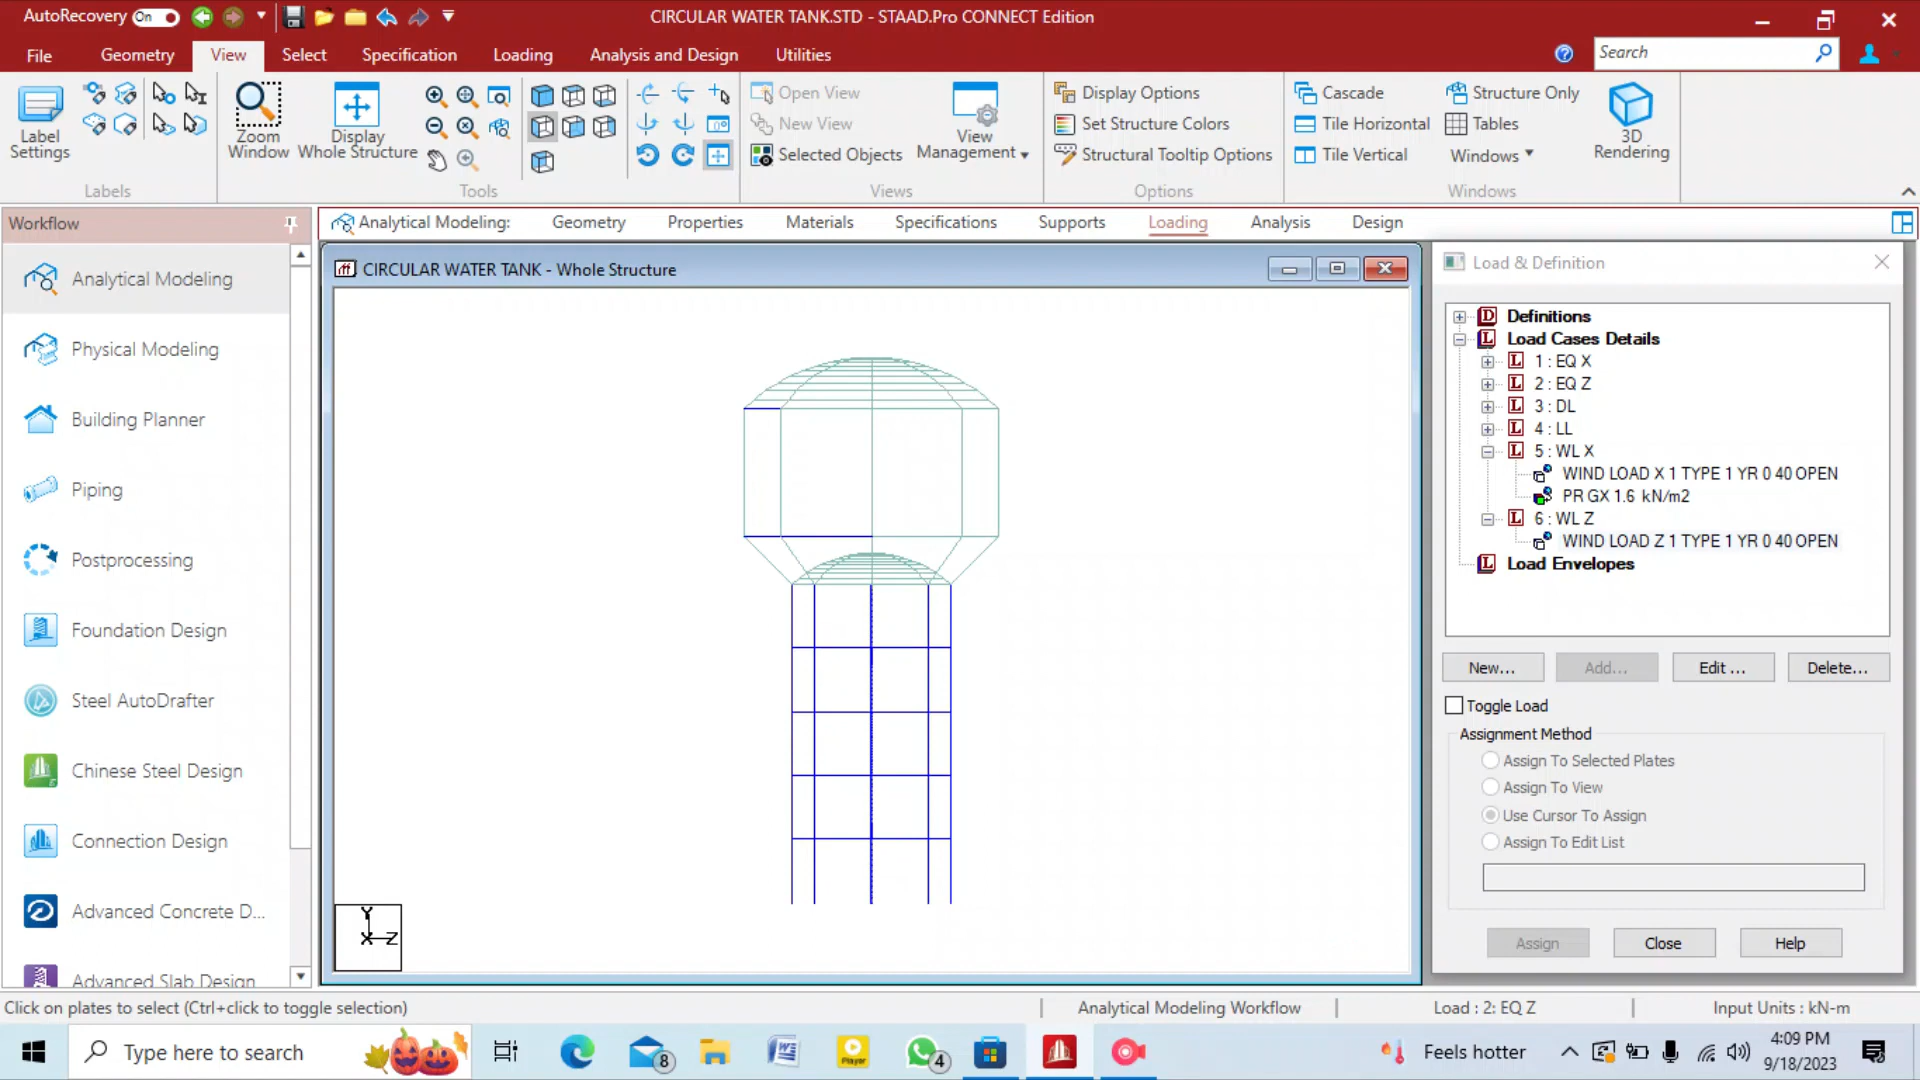 AutoRecovery On
CIRCULAR WATER TANK.STD - STAAD.Pro CONNECT Edition
File
Geometry
View
Select
Specification
Loading
Analysis and Design
Utilities
Search
Label Settings
Labels
Zoom Window
Display Whole Structure
Tools
Open View
New View
Selected Objects
View Management
Views
Display Options
Set Structure Colors
Structural Tooltip Options
Options
Cascade
Tile Horizontal
Tile Vertical
Structure Only
Tables
Windows
3D Rendering
Windows
Workflow
Analytical Modeling:
Geometry
Properties
Materials
Specifications
Supports
Loading
Analysis
Design
Analytical Modeling
Physical Modeling
Building Planner
Piping
Postprocessing
Foundation Design
Steel AutoDrafter
Chinese Steel Design
Connection Design
Advanced Concrete D...
Advanced Slab Design
CIRCULAR WATER TANK - Whole Structure
Y
X Z
Load & Definition
D Definitions
L Load Cases Details
L 1 : EQ X
L 2 : EQ Z
L 3 : DL
L 4 : LL
L 5 : WL X
WIND LOAD X 1 TYPE 1 YR 0 40 OPEN
PR GX 1.6 kN/m2
L 6 : WL Z
WIND LOAD Z 1 TYPE 1 YR 0 40 OPEN
L Load Envelopes
New...
Add...
Edit ...
Delete...
Toggle Load
Assignment Method
Assign To Selected Plates
Assign To View
Use Cursor To Assign
Assign To Edit List
Assign
Close
Help
Click on plates to select (Ctrl+click to toggle selection)
Analytical Modeling Workflow
Load : 2: EQ Z
Input Units : kN-m
Type here to search
8
Player
4
Feels hotter
4:09 PM
9/18/2023